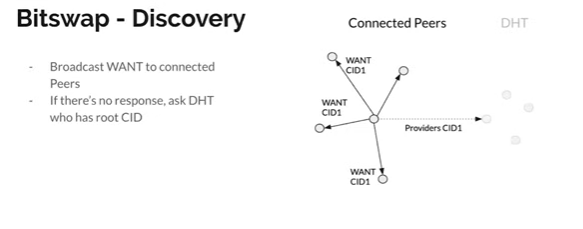 Bitswap - Discovery
- Broadcast WANT to connected
Peers
- If there's no response, ask DHT
who has root CID
Connected Peers
DHT
WANT
CID1
WANT
CID1
Providers CID1
WANT
CID1